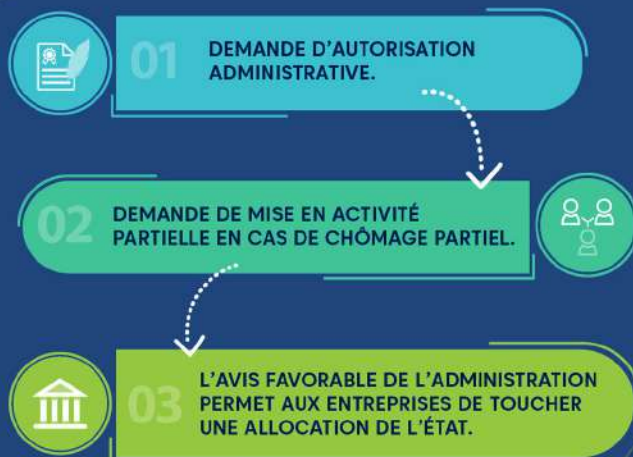 01
DEMANDE D'AUTORISATION
ADMINISTRATIVE.
02
DEMANDE DE MISE EN ACTIVITÉ
PARTIELLE EN CAS DE CHÔMAGE PARTIEL.
03
L'AVIS FAVORABLE DE L'ADMINISTRATION
PERMET AUX ENTREPRISES DE TOUCHER
UNE ALLOCATION DE L'ÉTAT.